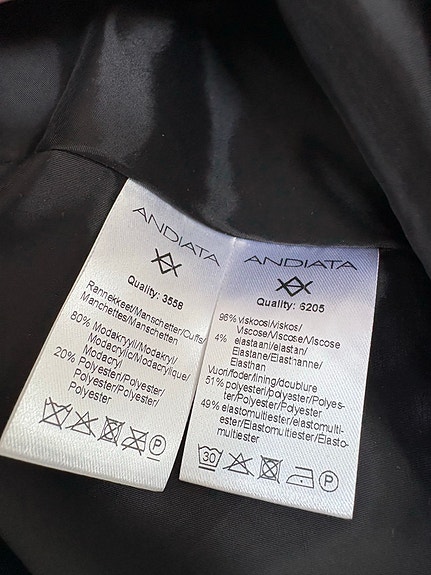 ANDIATA
Quality: 3558
Rannekkeet/Manschetter/Cuffs/
Manchettes/Manschetten
80% Modakryyli/Modakryl/
Modacrylic/Modacrylique/
Modacryl
20% Polyesteri/Polyester/
Polyester/Polyester/
Polyester
P
ANDIATA
Quality: 6205
96% viskoosi/viskos/
Viscose/Viscose/Viscose
4% elastaani/elastan/
Elastane/Elasthanne/
Elasthan
Vuori/foder/lining/doublure
51% polyesteri/polyester/Polyes-
ter/Polyester/Polyester
49% elastomultiester/elastomulti-
ester/Elastomultiester/Elasto-
multiester
30 P